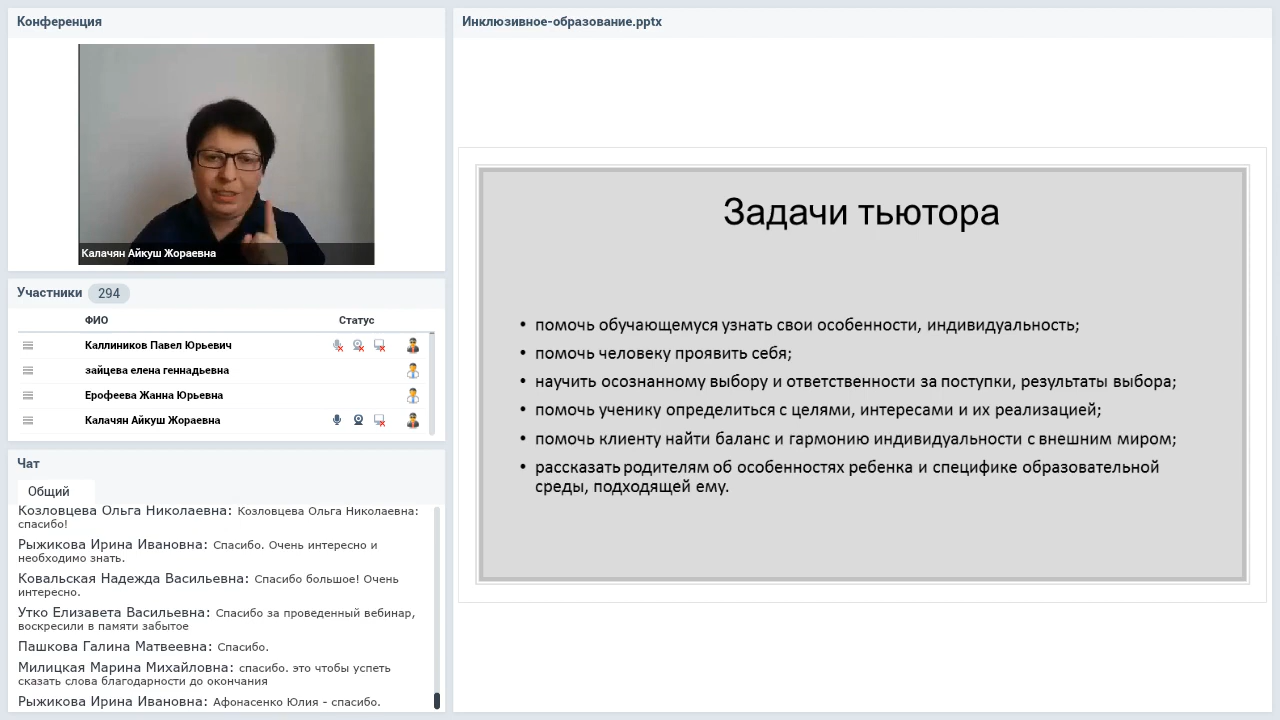 Конференция
Калачян Айкуш Жораевна
Участники 294
ФИО Статус
Каллиников Павел Юрьевич
зайцева елена геннадьевна
Ерофеева Жанна Юрьевна
Калачян Айкуш Жораевна
Чат
Общий
Козловцева Ольга Николаевна: Козловцева Ольга Николаевна:
спасибо!
Рыжикова Ирина Ивановна: Спасибо. Очень интересно и
необходимо знать.
Ковальская Надежда Васильевна: Спасибо большое! Очень
интересно.
Утко Елизавета Васильевна: Спасибо за проведенный вебинар,
воскресили в памяти забытое
Пашкова Галина Матвеевна: Спасибо.
Милицкая Марина Михайловна: спасибо. это чтобы успеть
сказать слова благодарности до окончания
Рыжикова Ирина Ивановна: Афонасенко Юлия - спасибо.
Инклюзивное-образование.pptx
Задачи тьютора
• помочь обучающемуся узнать свои особенности, индивидуальность;
• помочь человеку проявить себя;
• научить осознанному выбору и ответственности за поступки, результаты выбора;
• помочь ученику определиться с целями, интересами и их реализацией;
• помочь клиенту найти баланс и гармонию индивидуальности с внешним миром;
• рассказать родителям об особенностях ребенка и специфике образовательной
среды, подходящей ему.